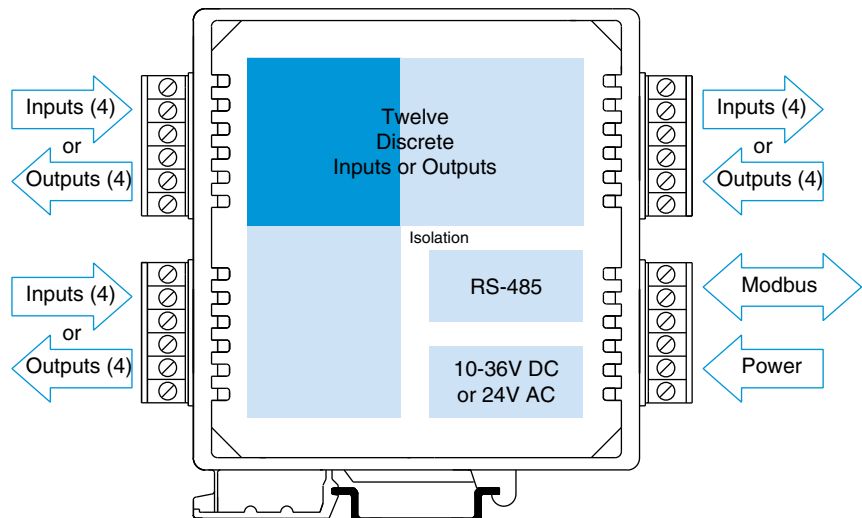 Inputs (4)
or
Outputs (4)
Inputs (4)
or
Outputs (4)
Twelve
Discrete
Inputs or Outputs
Isolation
RS-485
10-36V DC
or 24V AC
Inputs (4)
or
Outputs (4)
Modbus
Power